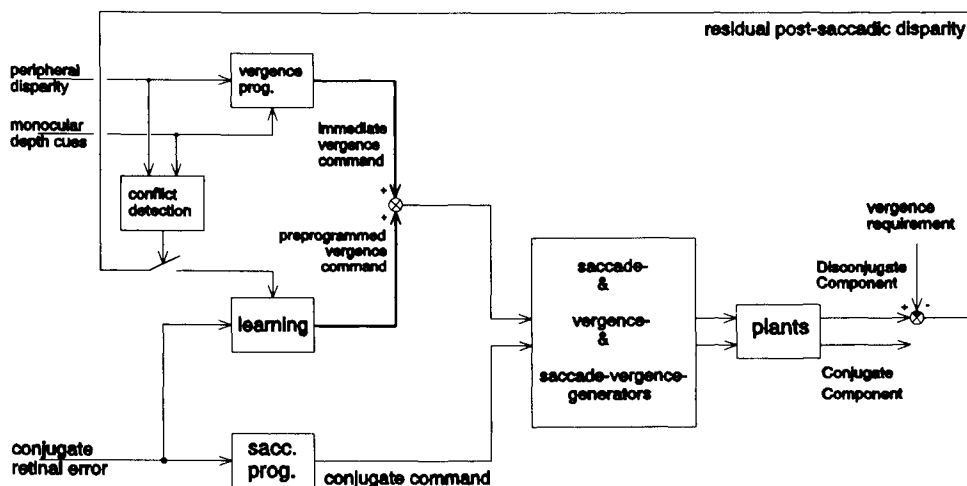 residual post-saccadic disparity
peripheral
disparity
vergence
prog.
monocular
depth cues
immediate
vergence
command
conflict
detection
+
+
preprogrammed
vergence
command
learning
vergence
requirement
saccade-
&
vergence-
&
saccade-vergence-
generators
Disconjugate
Component
+ -
plants
Conjugate
Component
conjugate
retinal error
sacc.
prog.
conjugate command